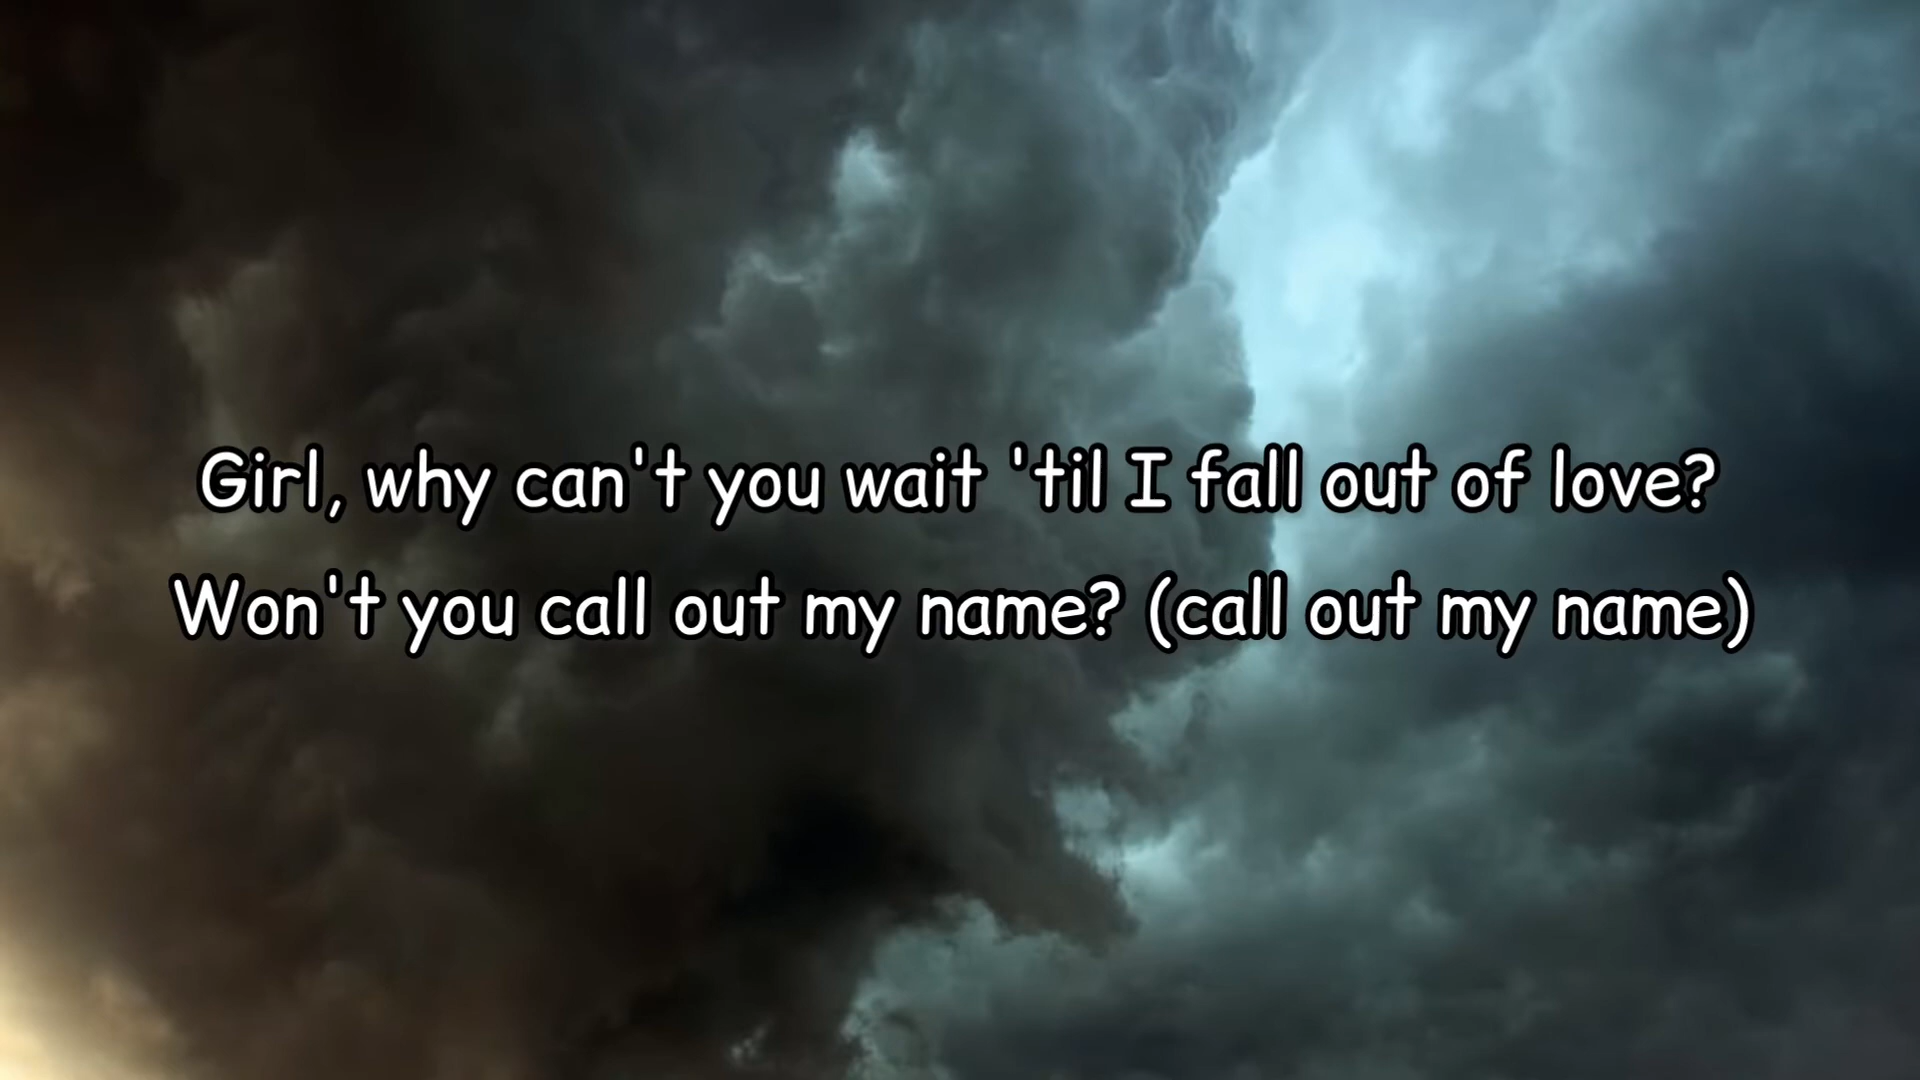 Girl, why can't you wait 'til I fall out of love?
Won't you call out my name? (call out my name)